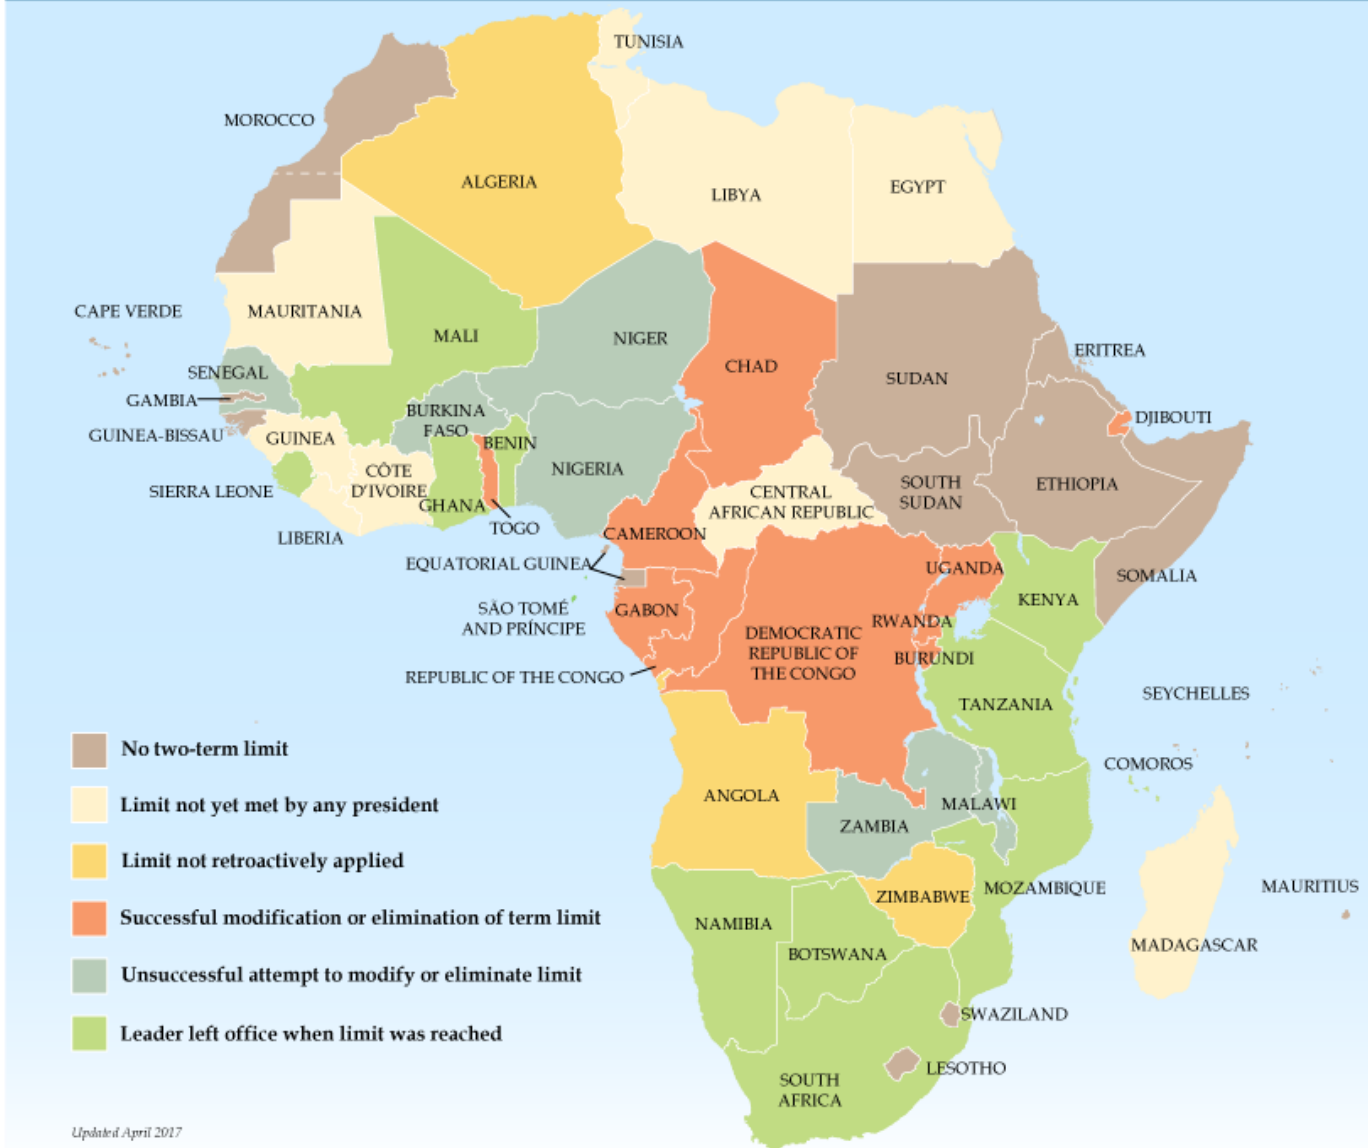 TUNISIA
MOROCCO
ALGERIA
LIBYA
EGYPT
CAPE VERDE
MAURITANIA
MALI
NIGER
CHAD
SUDAN
ERITREA
SENEGAL
GAMBIA
GUINEA-BISSAU
GUINEA
BURKINA
FASO
BENIN
NIGERIA
DJIBOUTI
SIERRA LEONE
CÔTE
D'IVOIRE
GHANA
TOGO
LIBERIA
CENTRAL
AFRICAN REPUBLIC
SOUTH
SUDAN
ETHIOPIA
CAMEROON
EQUATORIAL GUINEA
UGANDA
SOMALIA
KENYA
SÃO TOMÉ
AND PRÍNCIPE
GABON
RWANDA
DEMOCRATIC
REPUBLIC OF
THE CONGO
BURUNDI
REPUBLIC OF THE CONGO
TANZANIA
SEYCHELLES
COMOROS
ANGOLA
MALAWI
ZAMBIA
MOZAMBIQUE
ZIMBABWE
MAURITIUS
NAMIBIA
BOTSWANA
MADAGASCAR
SWAZILAND
LESOTHO
SOUTH
AFRICA
No two-term limit
Limit not yet met by any president
Limit not retroactively applied
Successful modification or elimination of term limit
Unsuccessful attempt to modify or eliminate limit
Leader left office when limit was reached
Updated April 2017